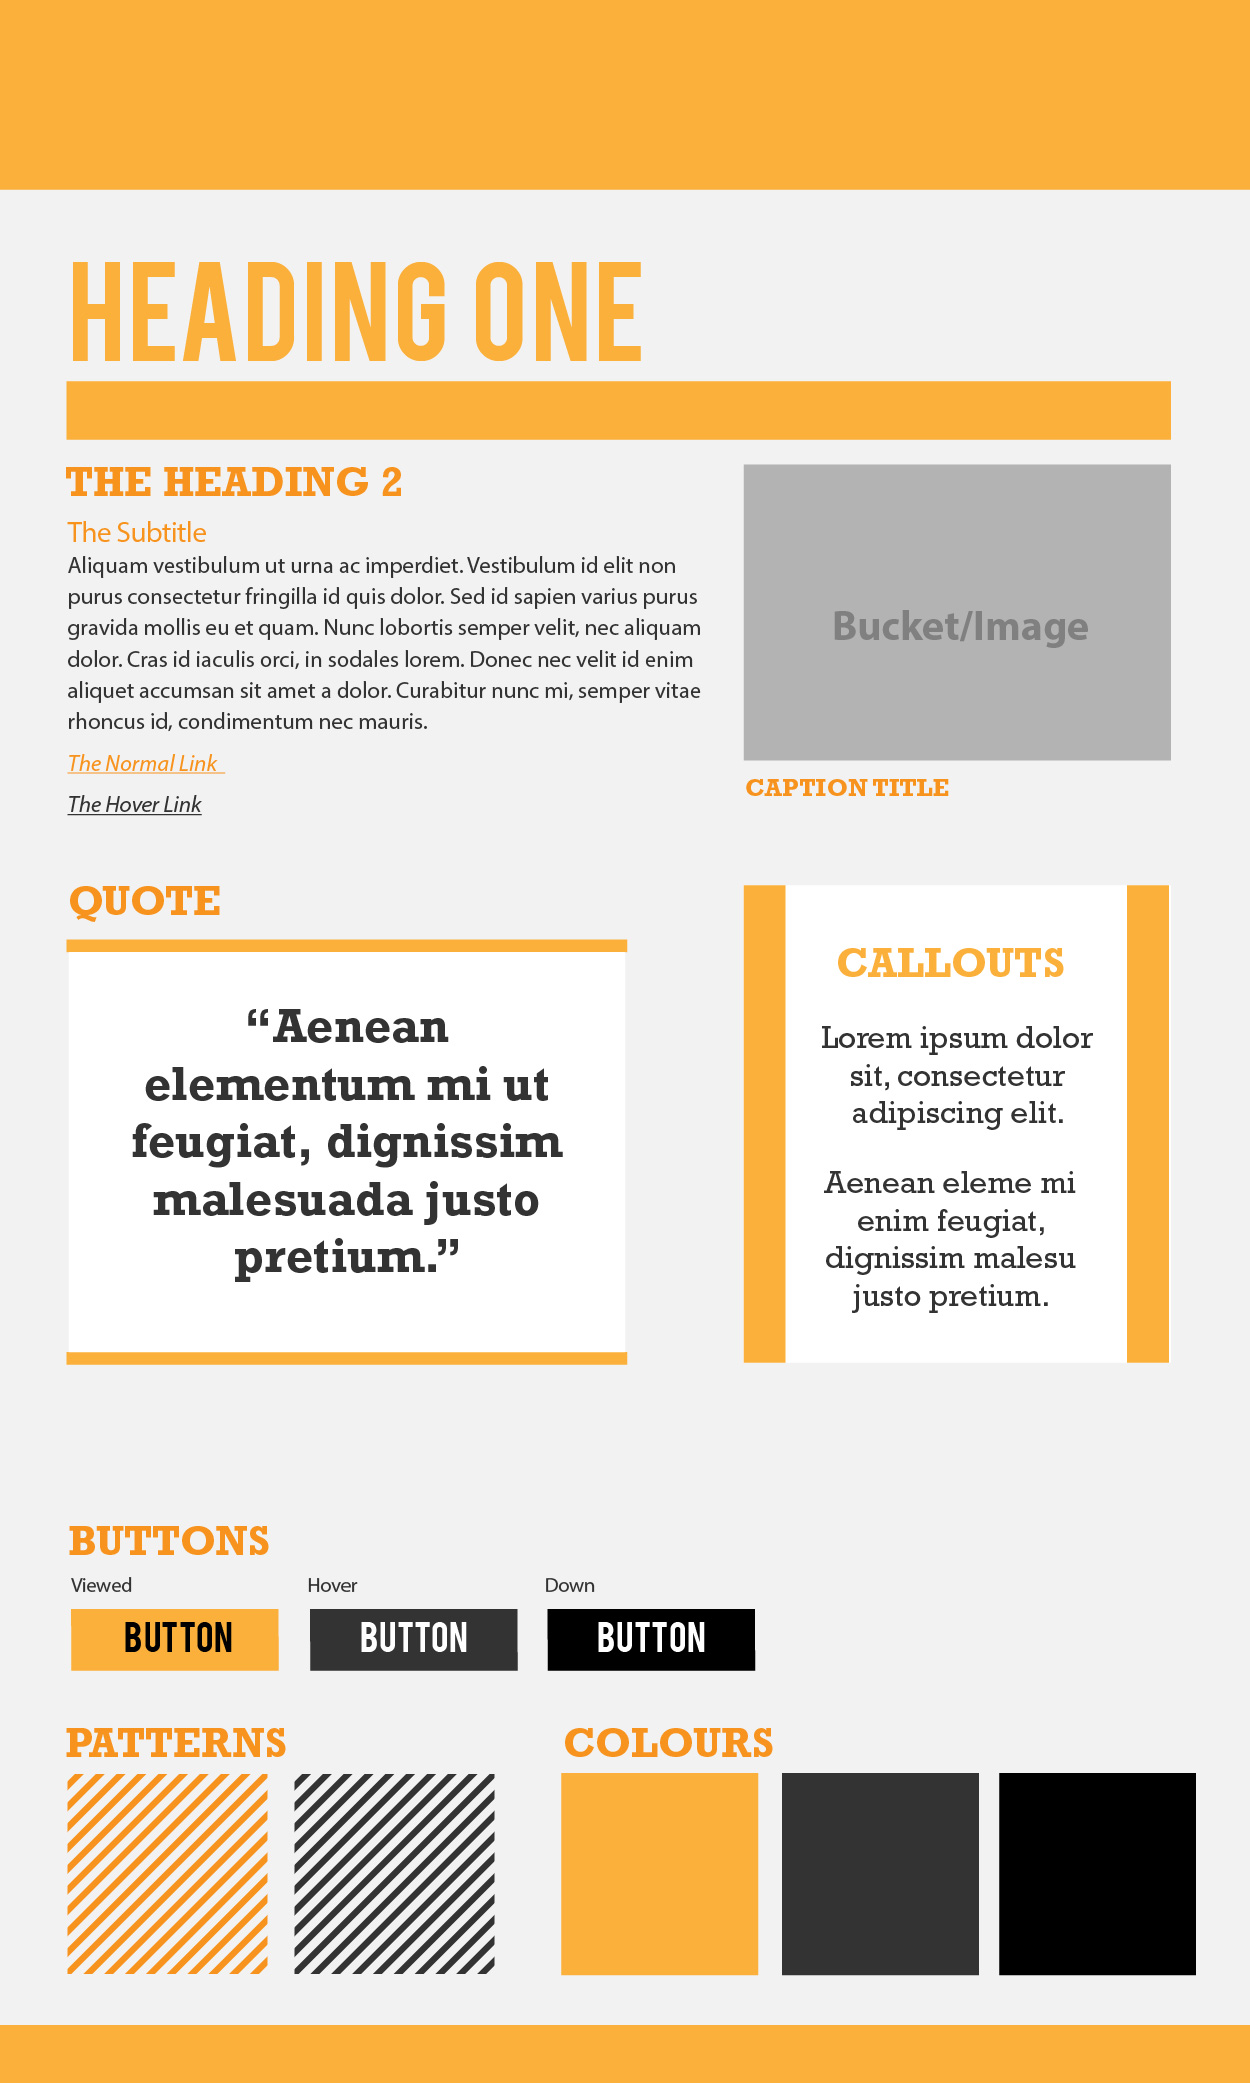 HEADING ONE
THE HEADING 2
The Subtitle
Aliquam vestibulum ut urna ac imperdiet. Vestibulum id elit non
purus consectetur fringilla id quis dolor. Sed id sapien varius purus
gravida mollis eu et quam. Nunc lobortis semper velit, nec aliquam
dolor. Cras id iaculis orci, in sodales lorem. Donec nec velit id enim
aliquet accumsan sit amet a dolor. Curabitur nunc mi, semper vitae
rhoncus id, condimentum nec mauris.
The Normal Link
The Hover Link
Bucket/Image
CAPTION TITLE
QUOTE
“Aenean
elementum mi ut
feugiat, dignissim
malesuada justo
pretium.”
CALLOUTS
Lorem ipsum dolor
sit, consectetur
adipiscing elit.
Aenean eleme mi
enim feugiat,
dignissim malesu
justo pretium.
BUTTONS
Viewed
Hover
Down
BUTTON
BUTTON
BUTTON
PATTERNS
COLOURS